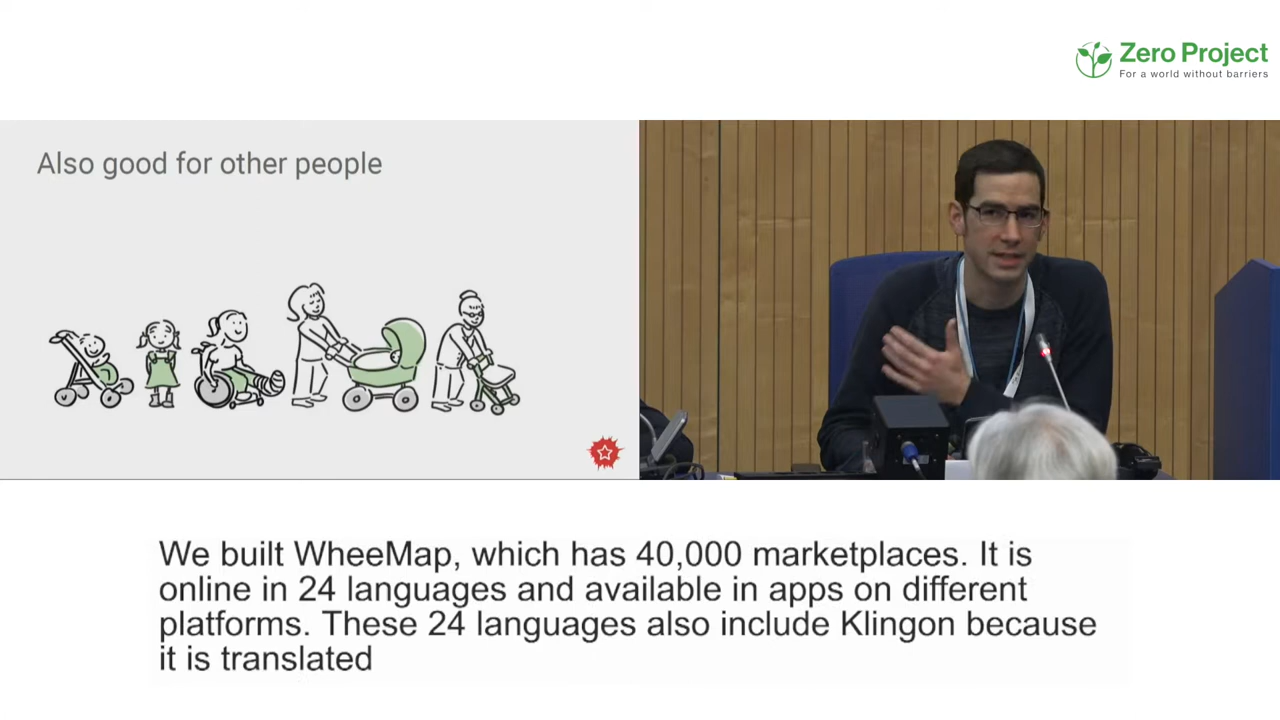 Zero Project
For a world without barriers
Also good for other people
We built WheeMap, which has 40,000 marketplaces. It is
online in 24 languages and available in apps on different
platforms. These 24 languages also include Klingon because
it is translated